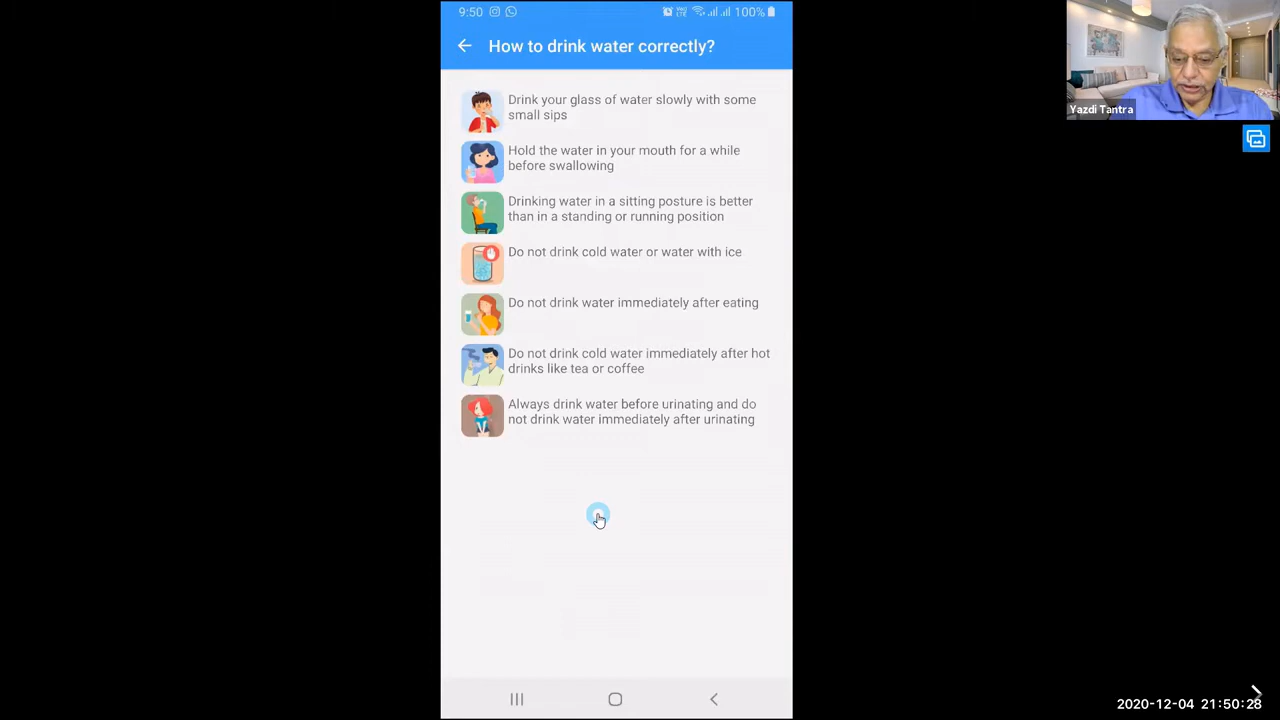 9:50
100%
How to drink water correctly?
Drink your glass of water slowly with some
small sips
Hold the water in your mouth for a while
before swallowing
Drinking water in a sitting posture is better
than in a standing or running position
Do not drink cold water or water with ice
Do not drink water immediately after eating
Do not drink cold water immediately after hot
drinks like tea or coffee
Always drink water before urinating and do
not drink water immediately after urinating
Yazdi Tantra
2020-12-04 21:50:28